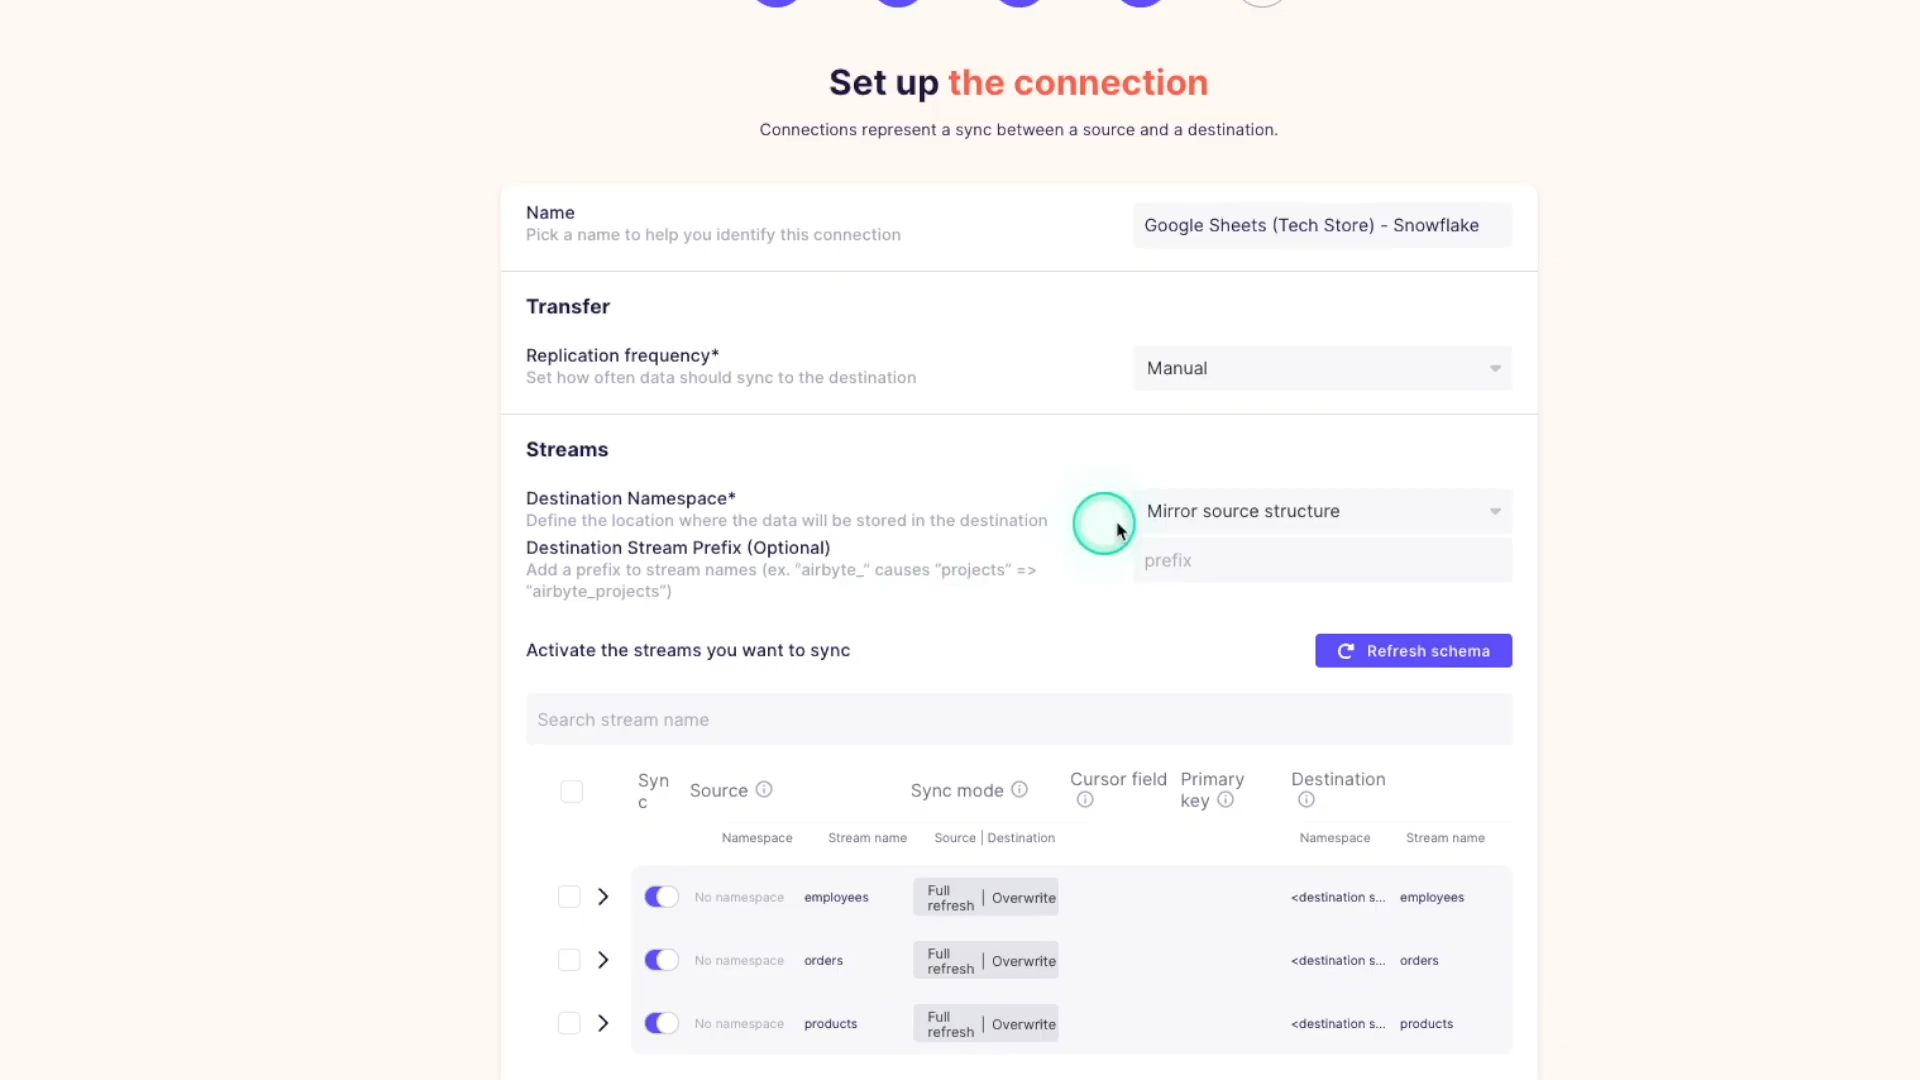 Set up the connection
Connections represent a sync between a source and a destination.
Name
Pick a name to help you identify this connection
Google Sheets (Tech Store) - Snowflake
Transfer
Replication frequency*
Set how often data should sync to the destination
Manual
Streams
Destination Namespace*
Define the location where the data will be stored in the destination
Mirror source structure
Destination Stream Prefix (Optional)
Add a prefix to stream names (ex. “airbyte_” causes “projects” =>
“airbyte_projects”)
prefix
Activate the streams you want to sync
Refresh schema
Search stream name
Syn
c
Source
Sync mode
Cursor field
Primary
key
Destination
Namespace
Stream name
Source | Destination
Namespace
Stream name
No namespace
employees
Full
refresh | Overwrite
<destination s...
employees
No namespace
orders
Full
refresh | Overwrite
<destination s...
orders
No namespace
products
Full
refresh | Overwrite
<destination s...
products